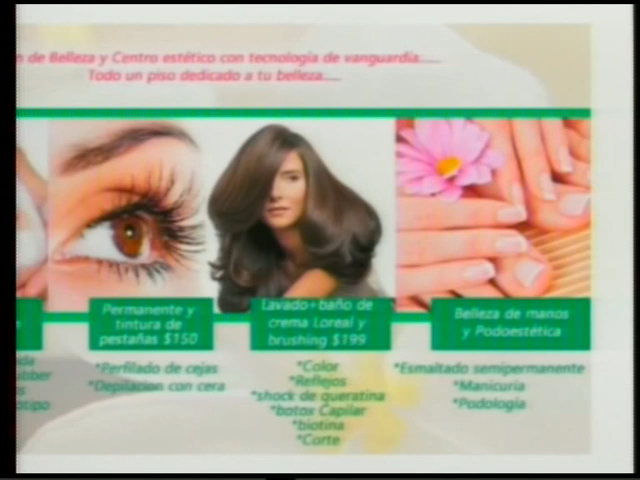 de Belleza y Centro estético con tecnología de vanguardia.....
Todo un piso dedicado a tu belleza....
Permanente y
tintura de
pestañas $150
Lavado+baño de
crema Loreal y
brushing $199
Belleza de manos
y Podoestética
*Perfilado de cejas
*Depilacion con cera
*Color
*Reflejos
*shock de queratina
*botox Capilar
*biotina
*Corte
*Esmaltado semipermanente
*Manicuria
*Podología